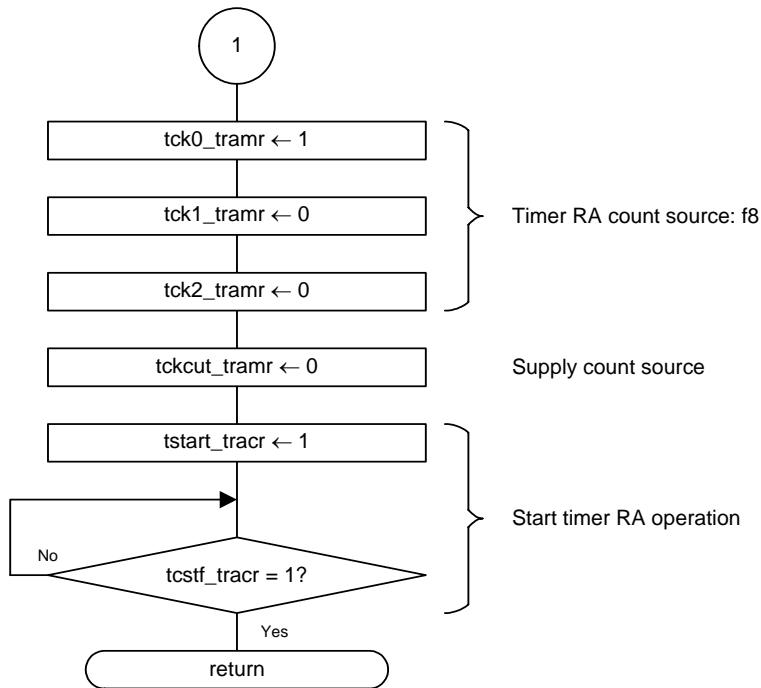 1
tck0_tramr ← 1
tck1_tramr ← 0
Timer RA count source: f8
tck2_tramr ← 0
tckcut_tramr ← 0
Supply count source
tstart_tracr ← 1
Start timer RA operation
No
tcstf_tracr = 1?
Yes
return